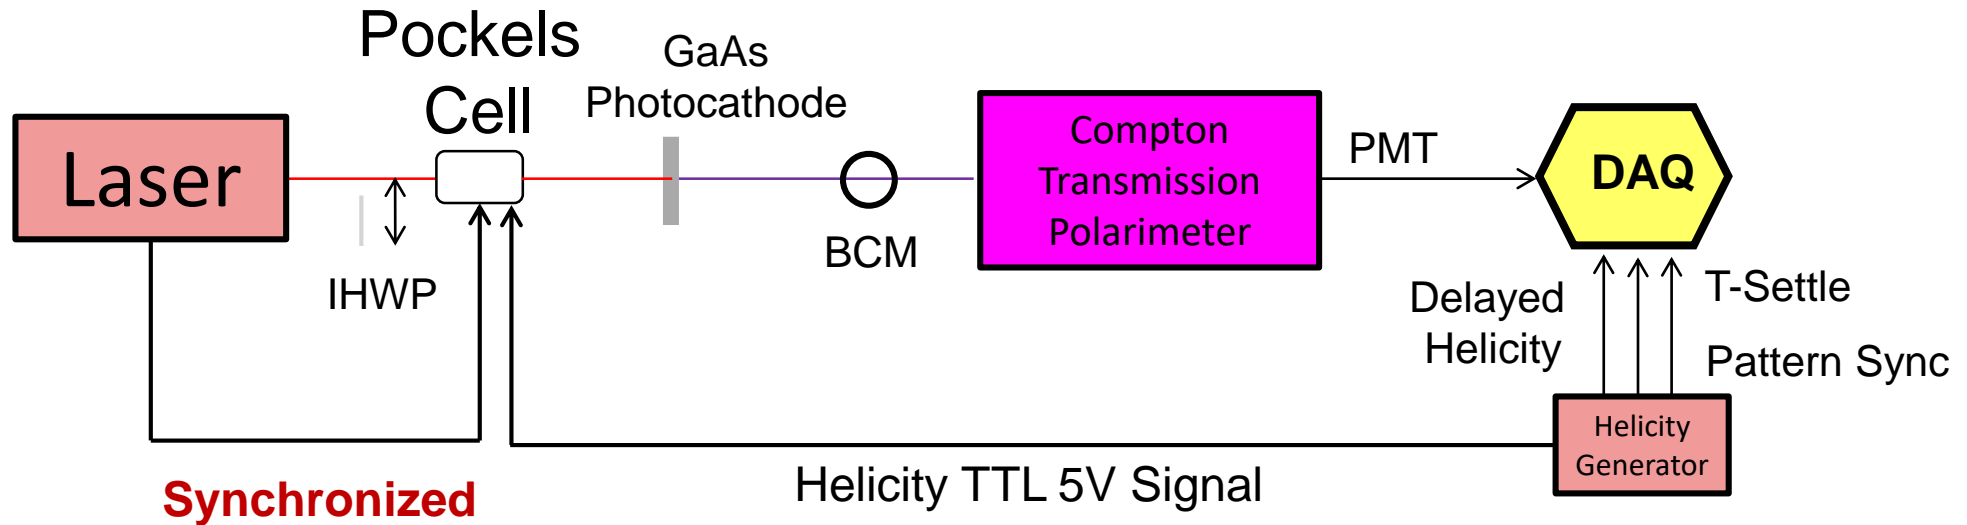 Pockels
Cell
GaAs
Photocathode
Laser
IHWP
BCM
Compton
Transmission
Polarimeter
PMT
DAQ
Delayed
Helicity
T-Settle
Pattern Sync
Helicity
Generator
Helicity TTL 5V Signal
Synchronized